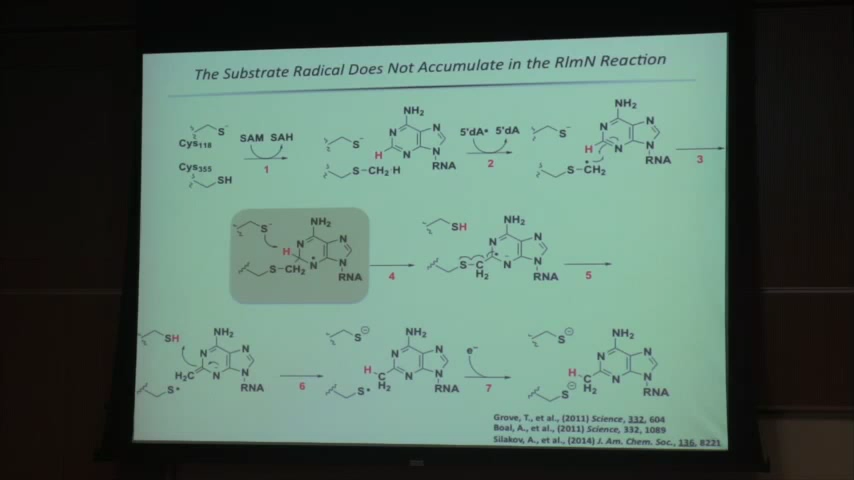 The Substrate Radical Does Not Accumulate in the RlmN Reaction
S⁻
Cys118
Cys355
SH
SAM SAH
1
S⁻
S-CH2 H
NH2
H
N
N
N
N
RNA
5'dA• 5'dA
2
S⁻
S-CH2
NH2
H
N
N
N
N
RNA
3
S⁻
S-CH2
NH2
H
N
N
N
N
RNA
4
SH
S-C
H2
NH2
N
N
N
N
RNA
5
SH
S•
H2C
NH2
N
N
N
N
RNA
6
S⊖
S•
H
C
H2
NH2
N
N
N
N
RNA
e⁻
7
S⊖
S⊖
H
C
H2
NH2
N
N
N
N
RNA
Grove, T., et al., (2011) Science, 332, 604
Boal, A., et al., (2011) Science, 332, 1089
Silakov, A., et al., (2014) J. Am. Chem. Soc., 136, 8221